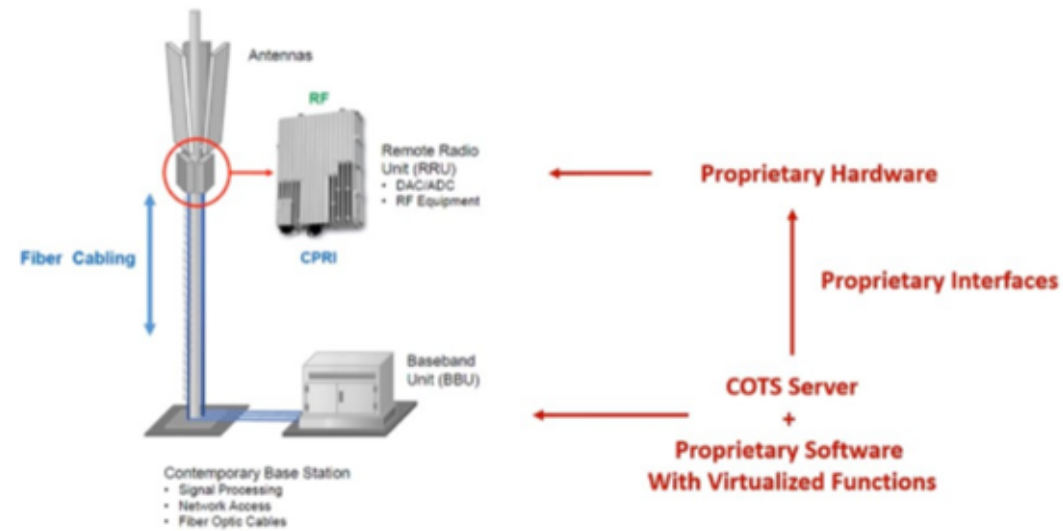 Antennas
RF
Remote Radio
Unit (RRU)
• DAC/ADC
• RF Equipment
CPRI
Fiber Cabling
Baseband
Unit (BBU)
Contemporary Base Station
• Signal Processing
• Network Access
• Fiber Optic Cables
Proprietary Hardware
Proprietary Interfaces
COTS Server
+
Proprietary Software
With Virtualized Functions